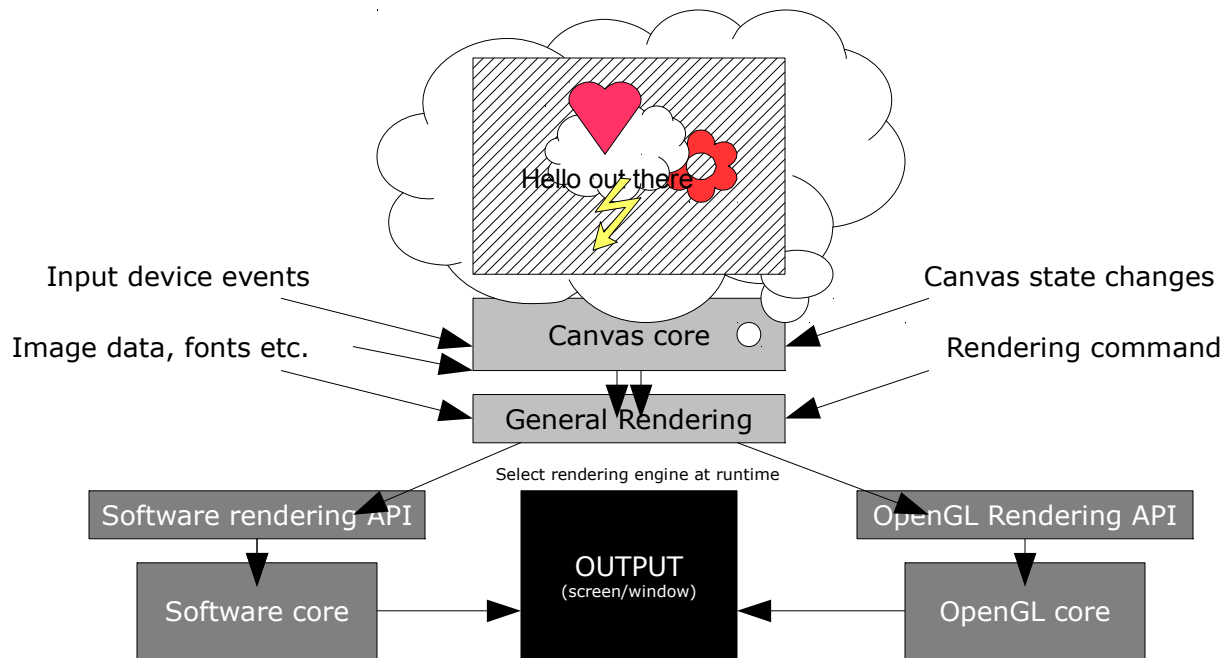 Hello out there
Input device events
Canvas state changes
Canvas core
Image data, fonts etc.
Rendering command
General Rendering
Select rendering engine at runtime
Software rendering API
OpenGL Rendering API
OUTPUT
(screen/window)
Software core
OpenGL core